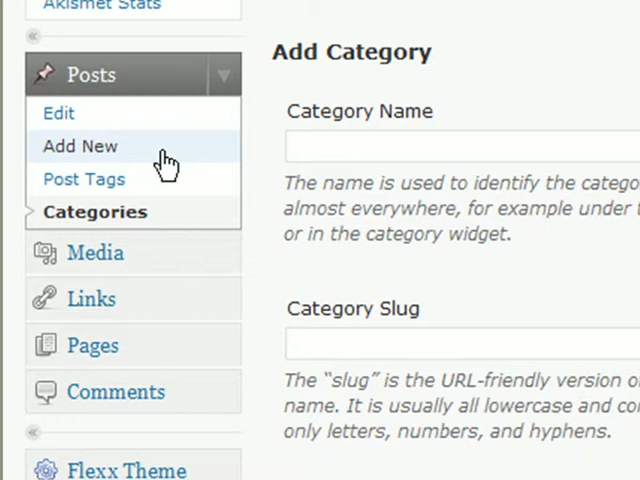 Akismet Stats
Posts
Edit
Add New
Post Tags
Categories
Media
Links
Pages
Comments
Flexx Theme
Add Category
Category Name
The name is used to identify the
almost everywhere, for example under
or in the category widget.
Category Slug
The “slug” is the URL-friendly version
name. It is usually all lowercase and
only letters, numbers, and hyphens.